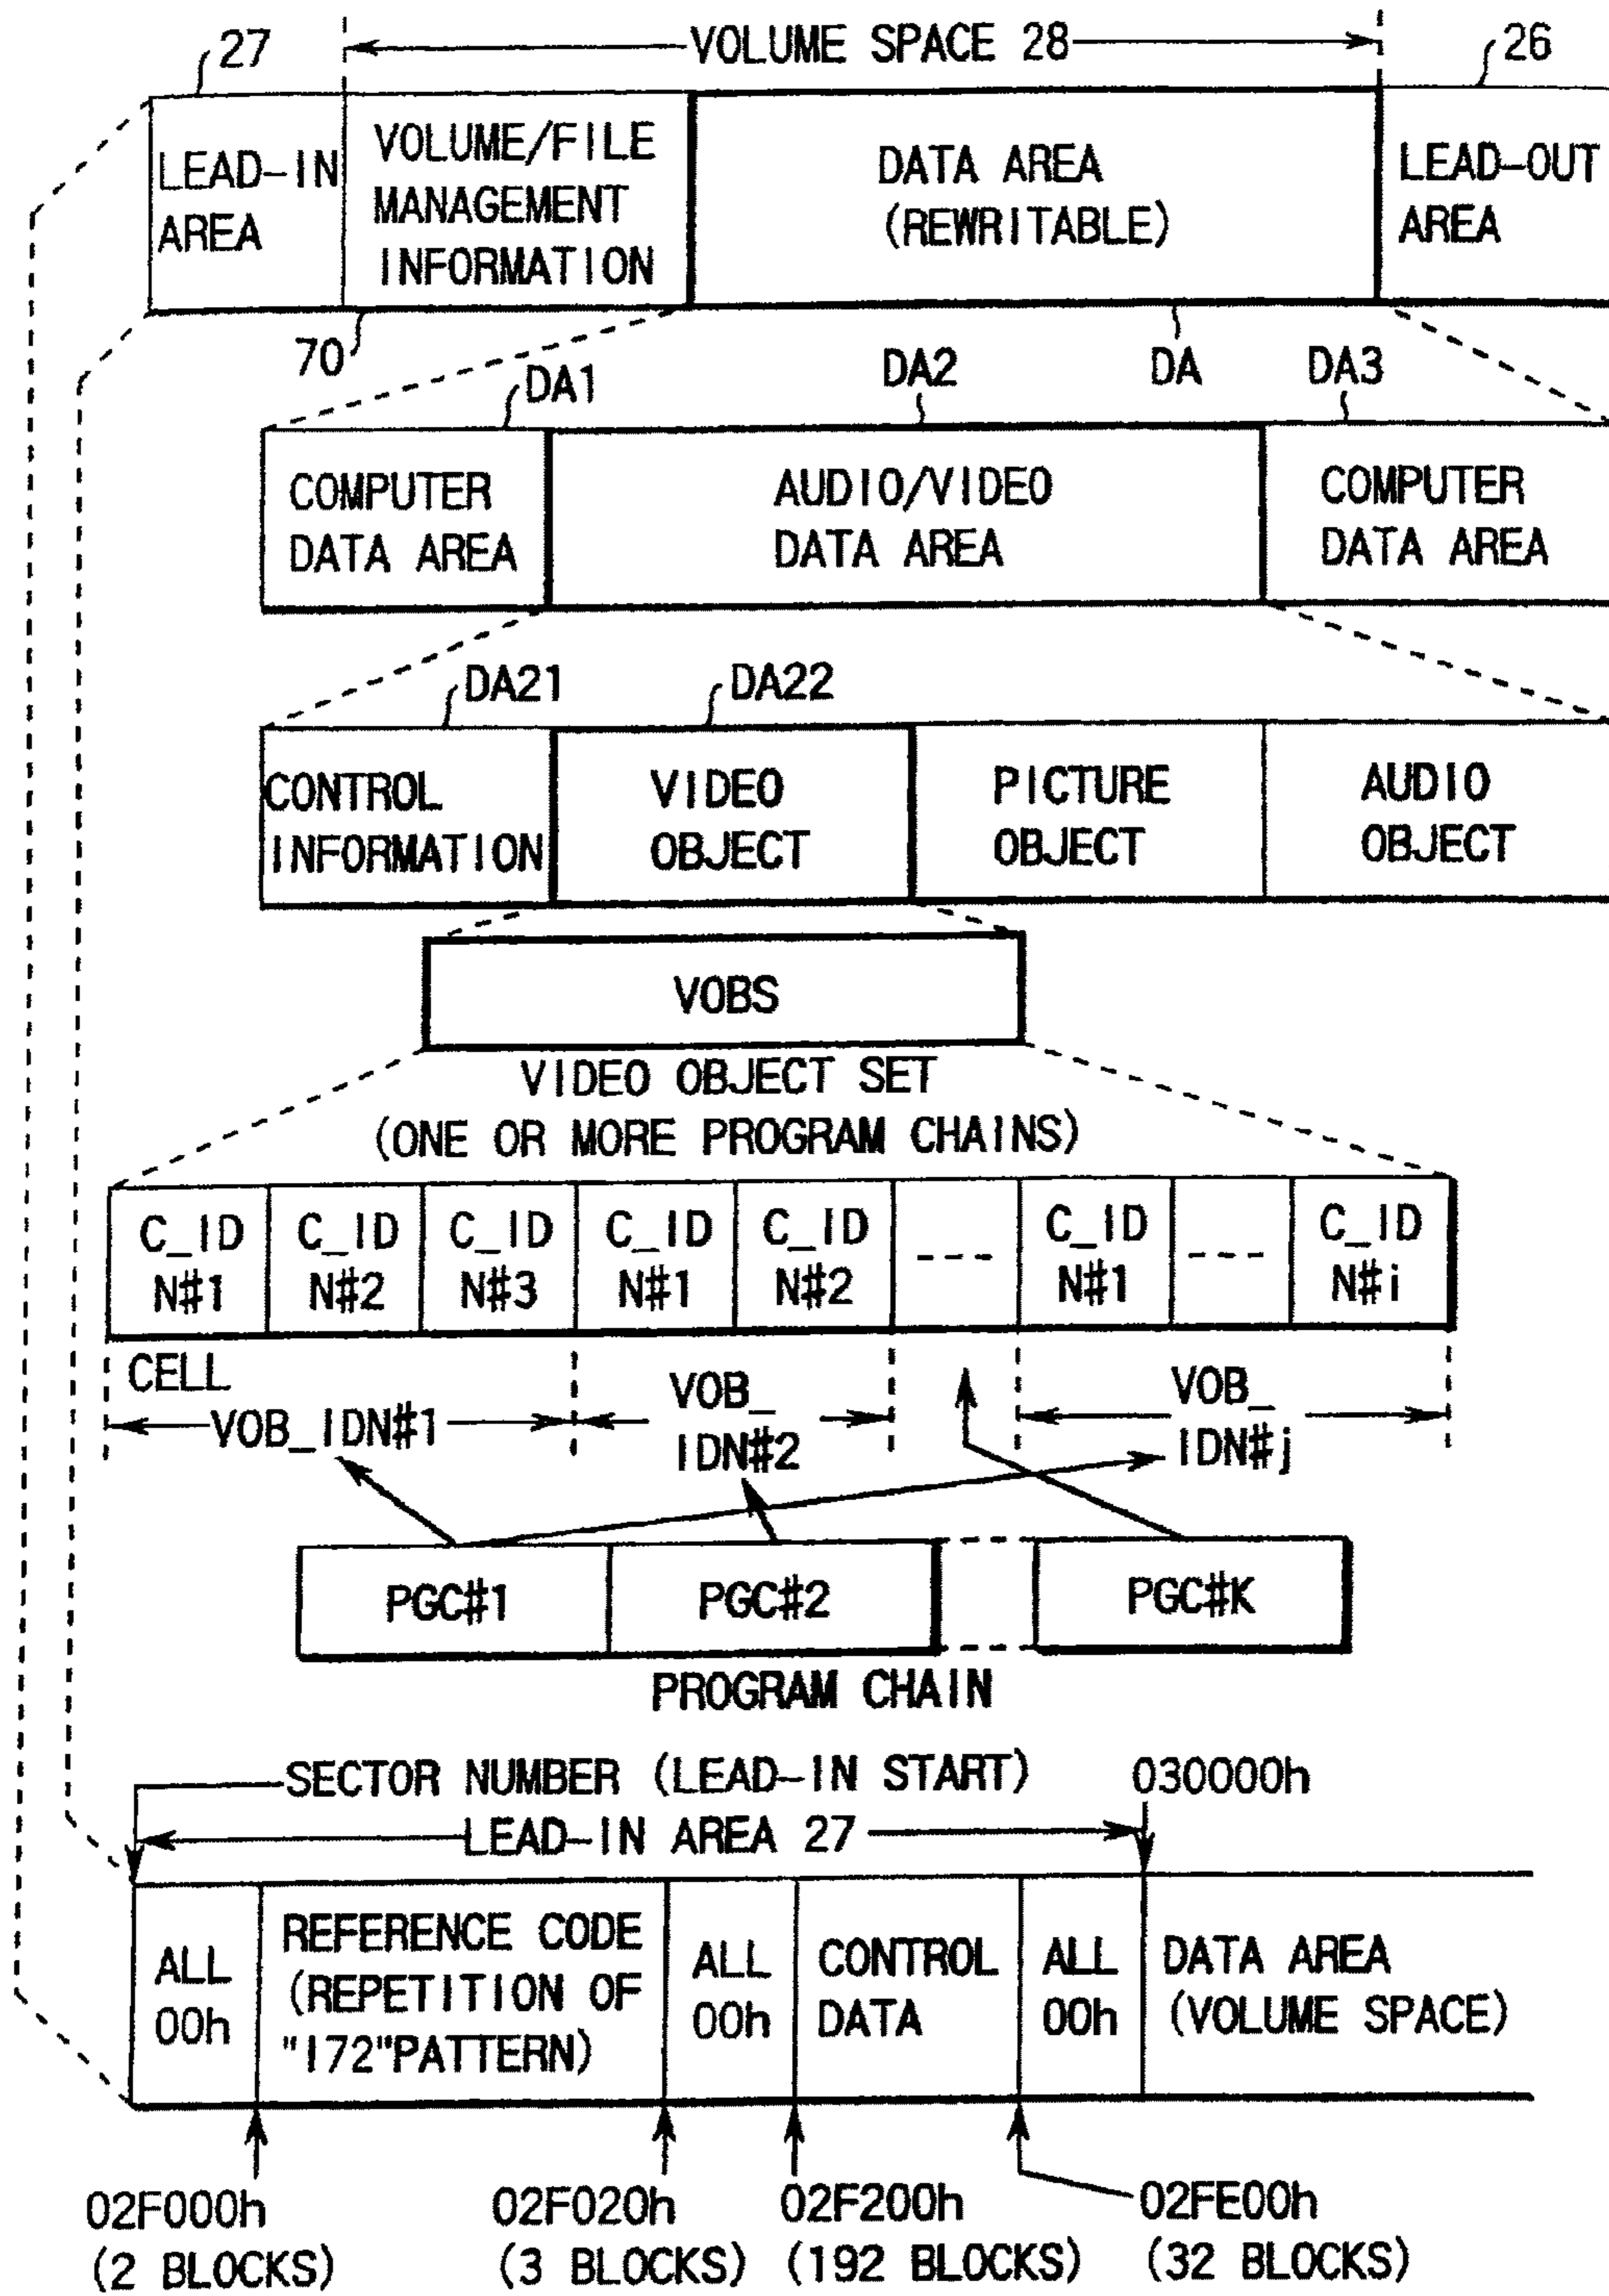 27
VOLUME SPACE 28
26
LEAD-IN
AREA
VOLUME/FILE
MANAGEMENT
INFORMATION
DATA AREA
(REWRITABLE)
LEAD-OUT
AREA
70
DA1
DA2
DA
DA3
COMPUTER
DATA AREA
AUDIO/VIDEO
DATA AREA
COMPUTER
DATA AREA
DA21
DA22
CONTROL
INFORMATION
VIDEO
OBJECT
PICTURE
OBJECT
AUDIO
OBJECT
VOBS
VIDEO OBJECT SET
(ONE OR MORE PROGRAM CHAINS)
C_ID
N#1
C_ID
N#2
C_ID
N#3
C_ID
N#1
C_ID
N#2
----
C_ID
N#1
----
C_ID
N#i
CELL
VOB_IDN#1
VOB_
IDN#2
VOB_
IDN#j
PGC#1
PGC#2
PGC#K
PROGRAM CHAIN
SECTOR NUMBER (LEAD-IN START)
030000h
LEAD-IN AREA 27
ALL
00h
REFERENCE CODE
(REPETITION OF
"172"PATTERN)
ALL
00h
CONTROL
DATA
ALL
00h
DATA AREA
(VOLUME SPACE)
02F000h
(2 BLOCKS)
02F020h
(3 BLOCKS)
02F200h
(192 BLOCKS)
02FE00h
(32 BLOCKS)